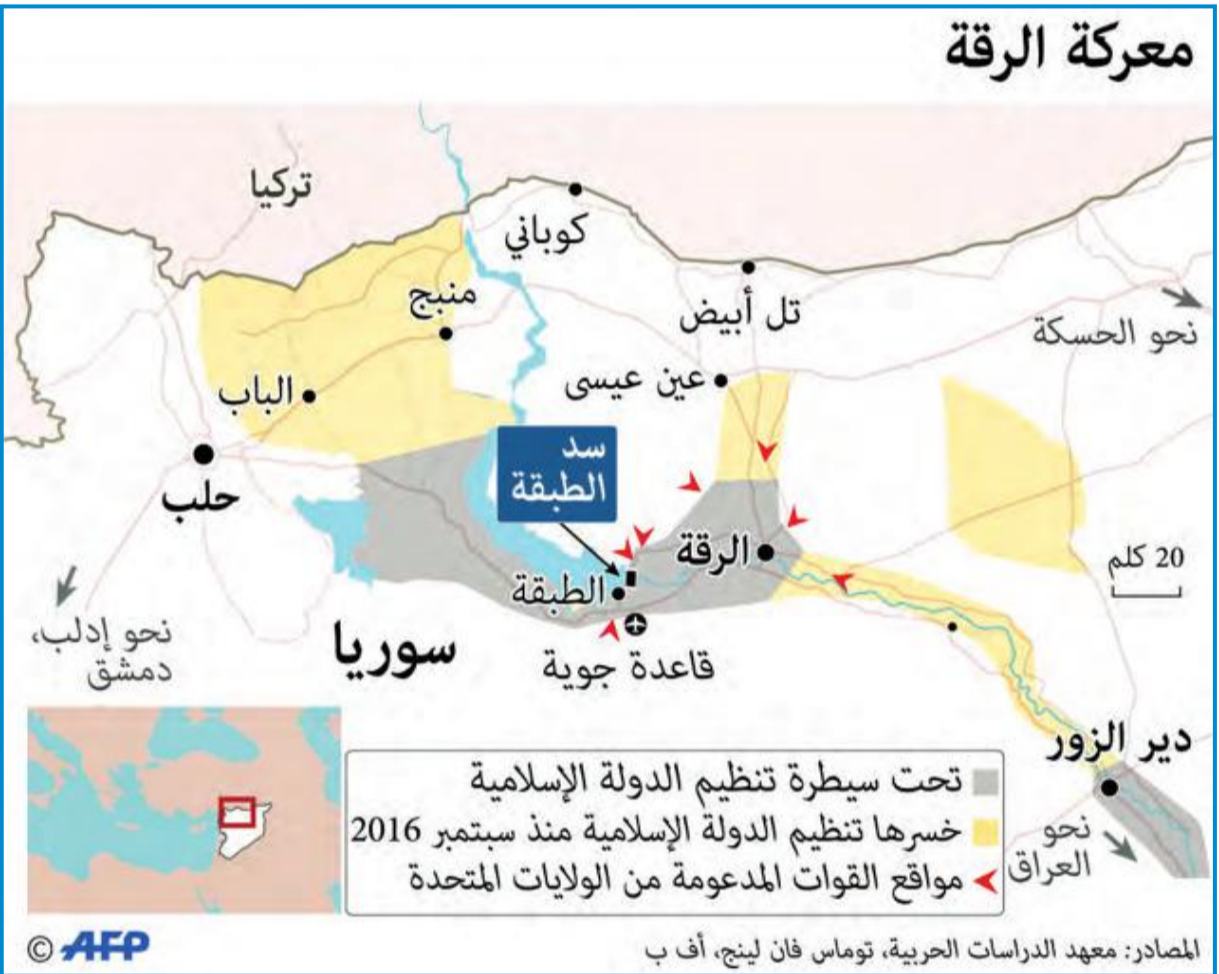 معركة الرقة
تركيا
كوباني
منبج
تل أبيض
نحو الحسكة
عين عيسى
الباب
سد
الطبقة
حلب
الرقة
20 كلم
الطبقة
نحو إدلب،
دمشق
سوريا
قاعدة جوية
دير الزور
تحت سيطرة تنظيم الدولة الإسلامية
خسرها تنظيم الدولة الإسلامية منذ سبتمبر 2016
مواقع القوات المدعومة من الولايات المتحدة
نحو
العراق
المصادر: معهد الدراسات الحربية، توماس فان لينج، أف ب
© AFP